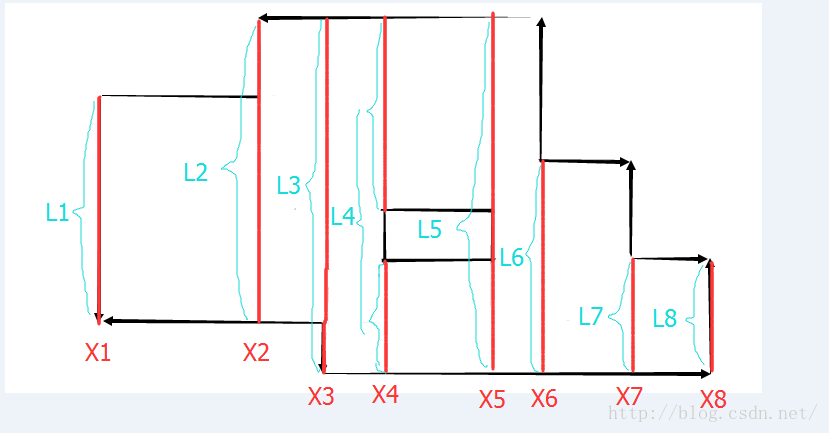 L1
L2
L3
L4
L5
L6
L7
L8
X1
X2
X3
X4
X5
X6
X7
X8
http://blog.csdn.net/